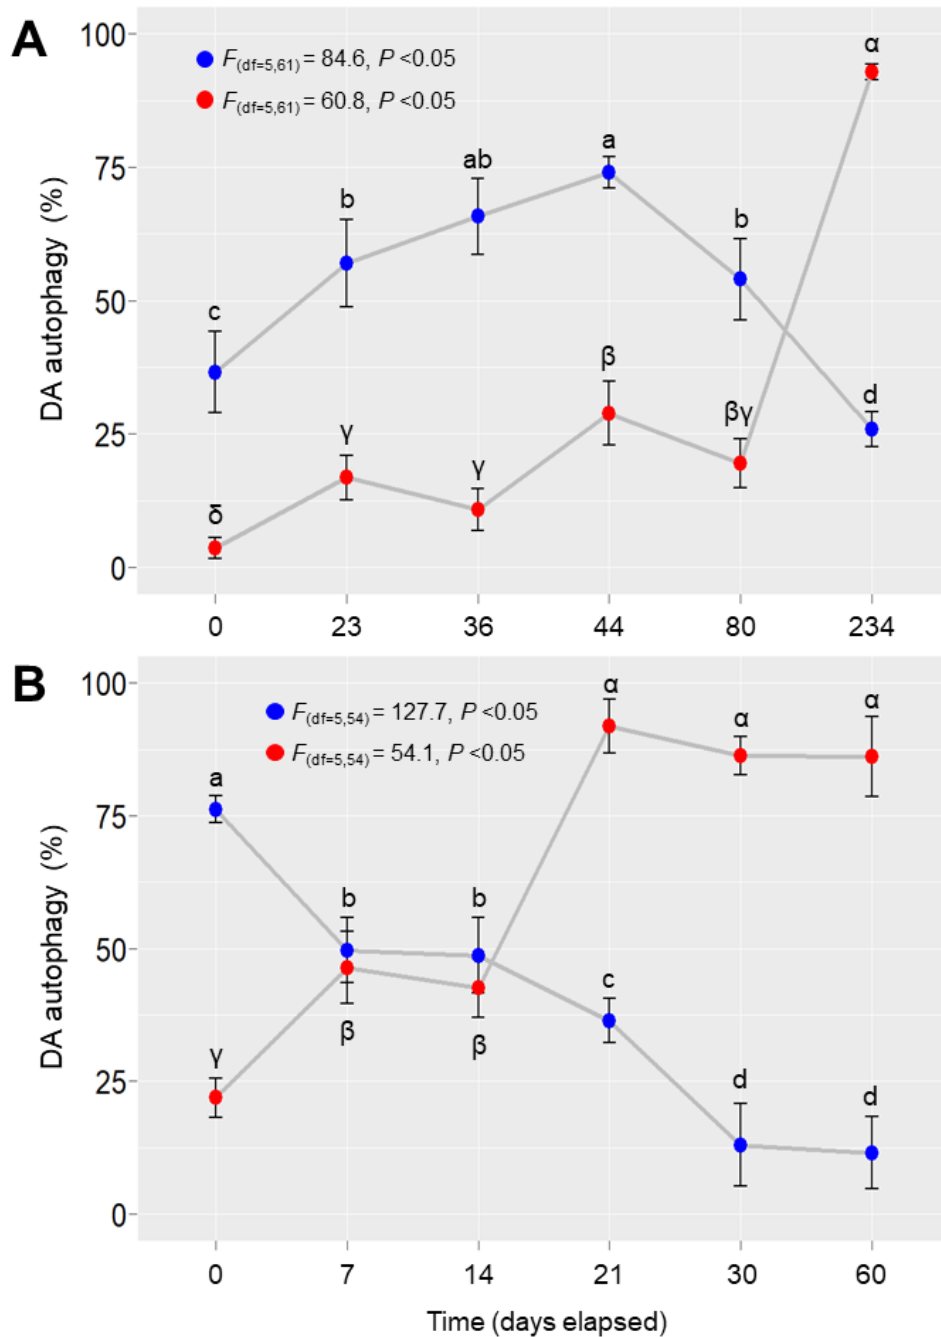 A
100
α
F(df=5,61) = 84.6, P <0.05
F(df=5,61) = 60.8, P <0.05
a
ab
75
b
b
DA autophagy (%)
50
c
β
d
βγ
25
γ
γ
δ
0
0 23 36 44 80 234
B
100
α
α
α
F(df=5,54) = 127.7, P <0.05
F(df=5,54) = 54.1, P <0.05
a
75
DA autophagy (%)
b b
50
c
β β
γ
25
d d
0
0 7 14 21 30 60
Time (days elapsed)